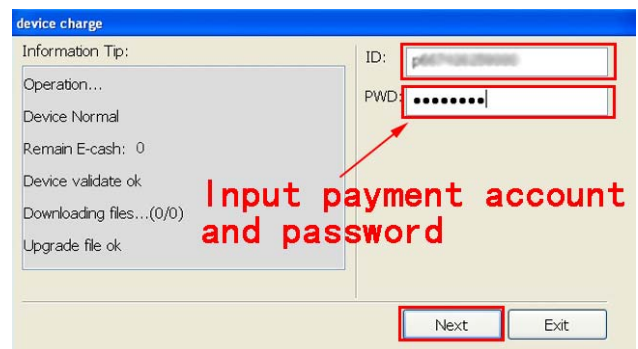 device charge
Information Tip:
Operation...
Device Normal
Remain E-cash: 0
Device validate ok
Downloading files...(0/0)
Upgrade file ok
ID:
PWD: ●●●●●●●●
Input payment account
and password
Next
Exit